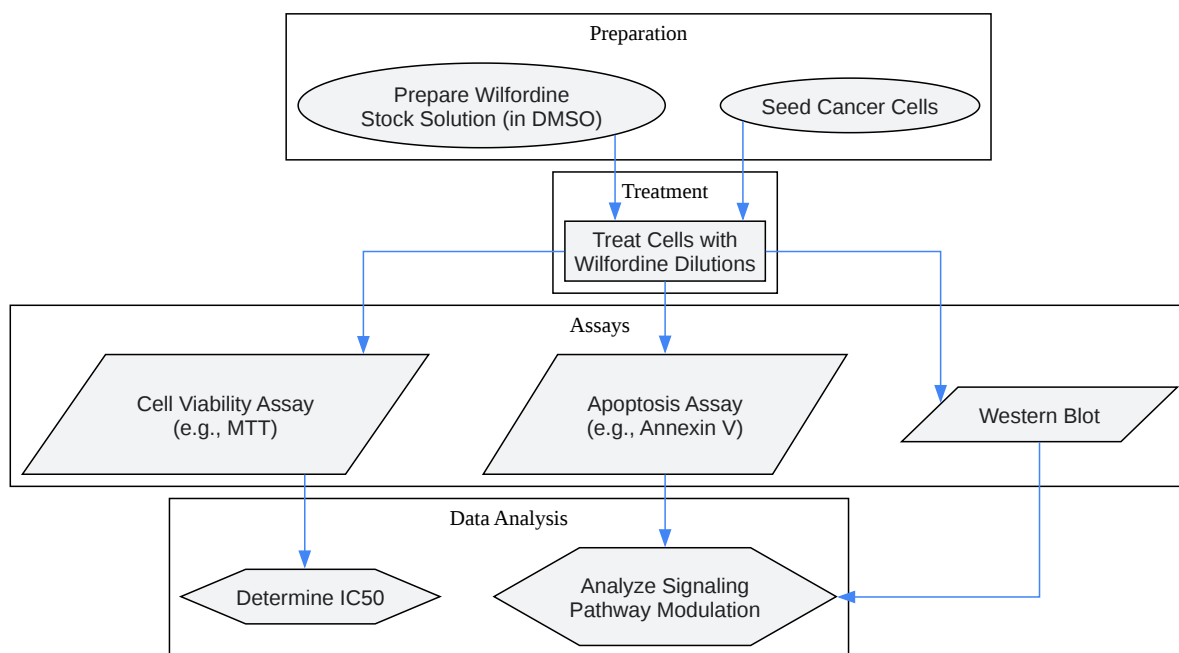 Preparation
Prepare Wilfordine
Stock Solution (in DMSO)
Seed Cancer Cells
Treatment
Treat Cells with
Wilfordine Dilutions
Assays
Cell Viability Assay
(e.g., MTT)
Apoptosis Assay
(e.g., Annexin V)
Western Blot
Data Analysis
Determine IC50
Analyze Signaling
Pathway Modulation